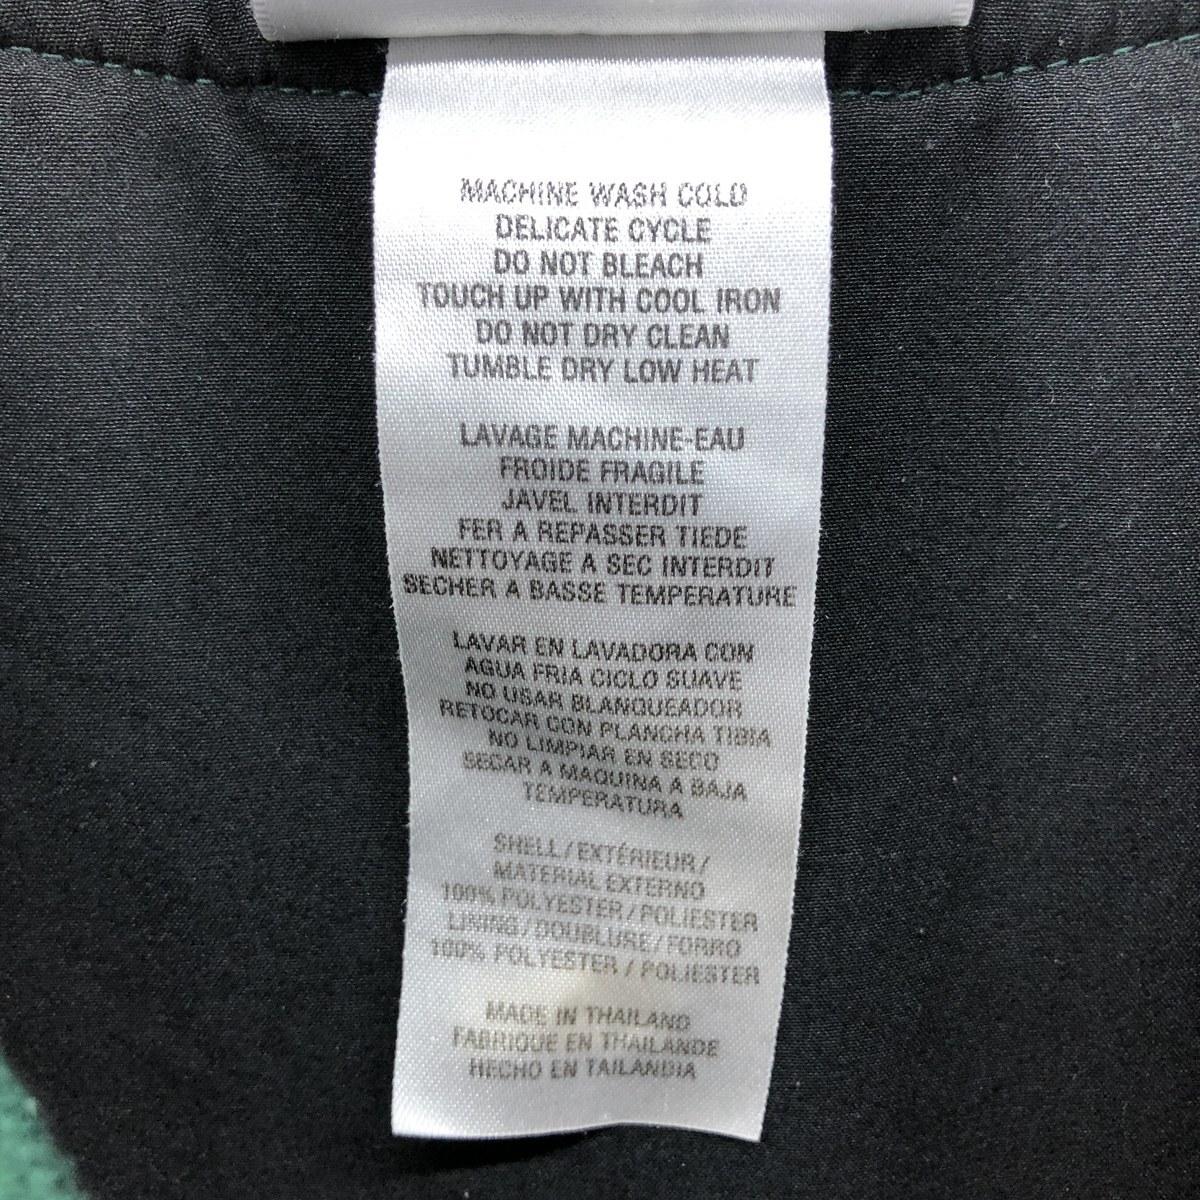 MACHINE WASH COLD
DELICATE CYCLE
DO NOT BLEACH
TOUCH UP WITH COOL IRON
DO NOT DRY CLEAN
TUMBLE DRY LOW HEAT
LAVAGE MACHINE-EAU
FROIDE FRAGILE
JAVEL INTERDIT
FER A REPASSER TIEDE
NETTOYAGE A SEC INTERDIT
SECHER A BASSE TEMPERATURE
LAVAR EN LAVADORA CON
AGUA FRIA CICLO SUAVE
NO USAR BLANQUEADOR
RETOCAR CON PLANCHA TIBIA
NO LIMPIAR EN SECO
SECAR A MAQUINA A BAJA
TEMPERATURA
SHELL/EXTÉRIEUR/
MATERIAL EXTERNO
100% POLYESTER/POLIESTER
LINING/DOUBLURE/FORRO
100% POLYESTER/POLIESTER
MADE IN THAILAND
FABRIQUE EN THAILANDE
HECHO EN TAILANDIA